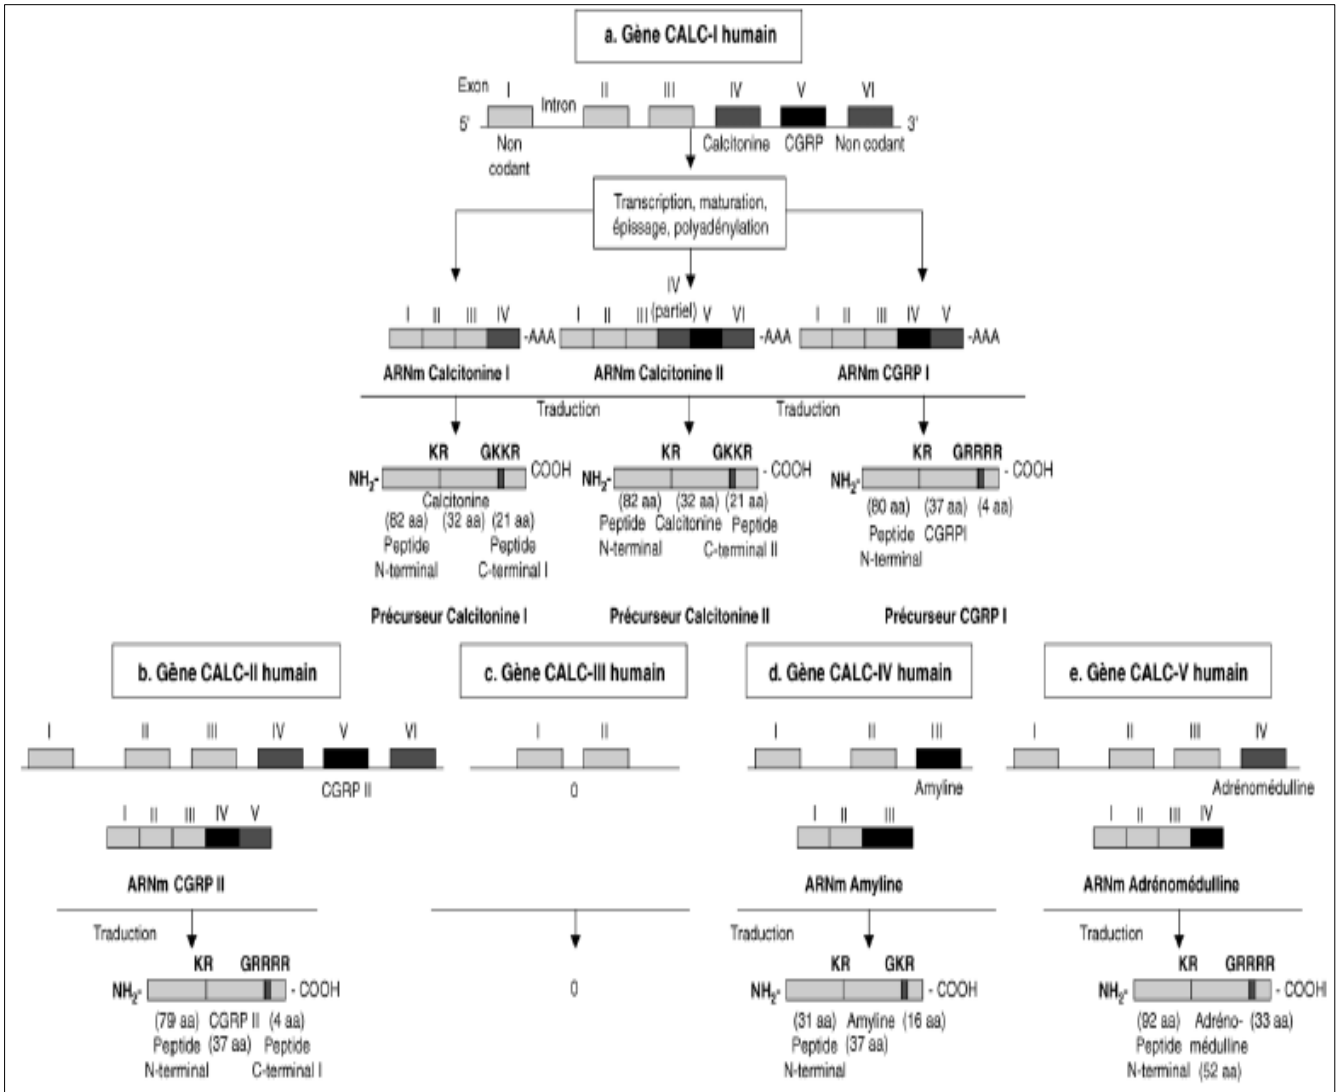 a. Gène CALC-I humain
Exon I II III IV V VI
Intron
5' 3'
Non codant Calcitonine CGRP Non codant
Transcription, maturation,
épissage, polyadénylation
IV
I II III (partiel) V VI
I II III IV
I II III IV V
-AAA -AAA -AAA
ARNm Calcitonine I ARNm Calcitonine II ARNm CGRP I
Traduction Traduction
KR GKKR KR GKKR KR GRRRR
NH2- COOH NH2- - COOH NH2- - COOH
Calcitonine
(82 aa) (32 aa) (21 aa)
Peptide Peptide
N-terminal C-terminal I
(82 aa) (32 aa) (21 aa)
Peptide Calcitonine Peptide
N-terminal C-terminal II
(80 aa) (37 aa) (4 aa)
Peptide CGRPI
N-terminal
Précurseur Calcitonine I Précurseur Calcitonine II Précurseur CGRP I
b. Gène CALC-II humain
I II III IV V VI
CGRP II
I II III IV V
ARNm CGRP II
Traduction
KR GRRRR
NH2- - COOH
(79 aa) CGRP II (4 aa)
Peptide (37 aa) Peptide
N-terminal C-terminal I
c. Gène CALC-III humain
I II
0
0
d. Gène CALC-IV humain
I II III
Amyline
I II III
ARNm Amyline
Traduction
KR GKR
NH2- - COOH
(31 aa) Amyline (16 aa)
Peptide (37 aa)
N-terminal
e. Gène CALC-V humain
I II III IV
Adrénomédulline
I II III IV
ARNm Adrénomédulline
Traduction
KR GRRRR
NH2- - COOH
(92 aa) Adréno- (33 aa)
Peptide médulline
N-terminal (52 aa)